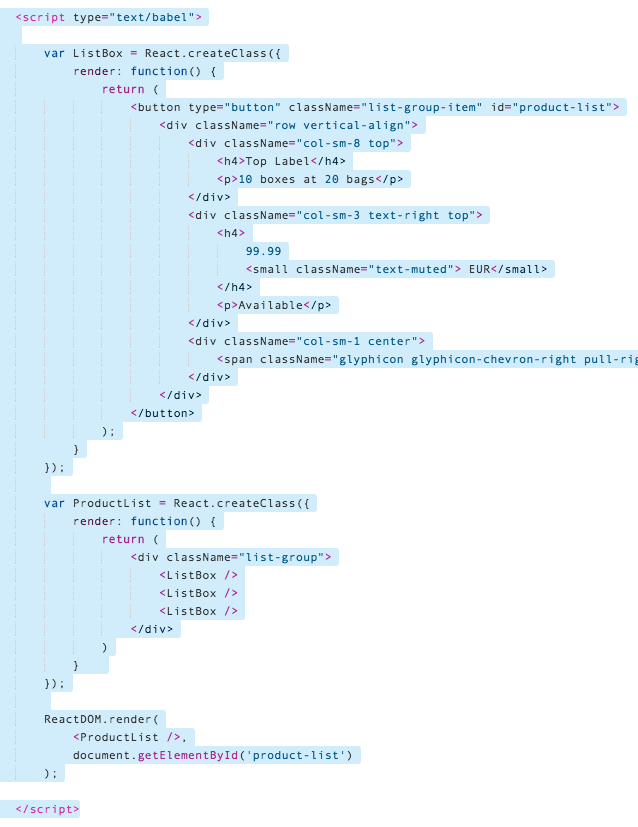 <script type="text/babel">
var ListBox = React.createClass({
render: function() {
return (
<button type="button" className="list-group-item" id="product-list">
<div className="row vertical-align">
<div className="col-sm-8 top">
<h4>Top Label</h4>
<p>10 boxes at 20 bags</p>
</div>
<div className="col-sm-3 text-right top">
<h4>
99.99
<small className="text-muted"> EUR</small>
</h4>
<p>Available</p>
</div>
<div className="col-sm-1 center">
<span className="glyphicon glyphicon-chevron-right
</div>
</div>
</button>
);
}
});
var ProductList = React.createClass({
render: function() {
return (
<div className="list-group">
<ListBox />
<ListBox />
<ListBox />
</div>
)
}
});
ReactDOM.render(
<ProductList />,
document.getElementById('product-list')
);
</script>